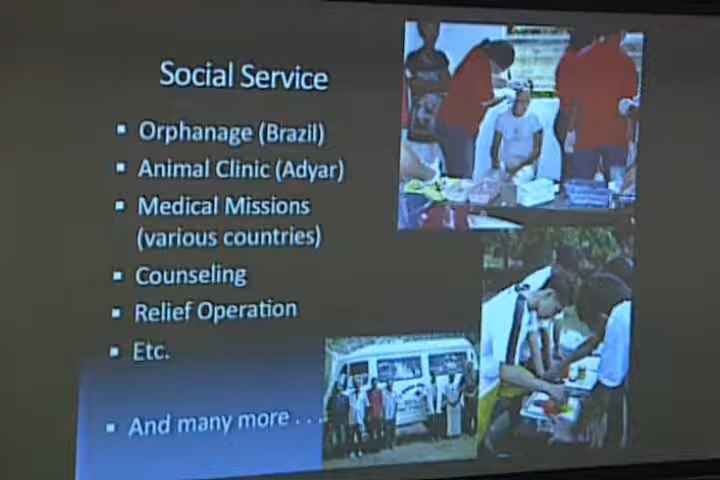 Social Service
▪ Orphanage (Brazil)
▪ Animal Clinic (Adyar)
▪ Medical Missions
(various countries)
▪ Counseling
▪ Relief Operation
▪ Etc.
▪ And many more . . .